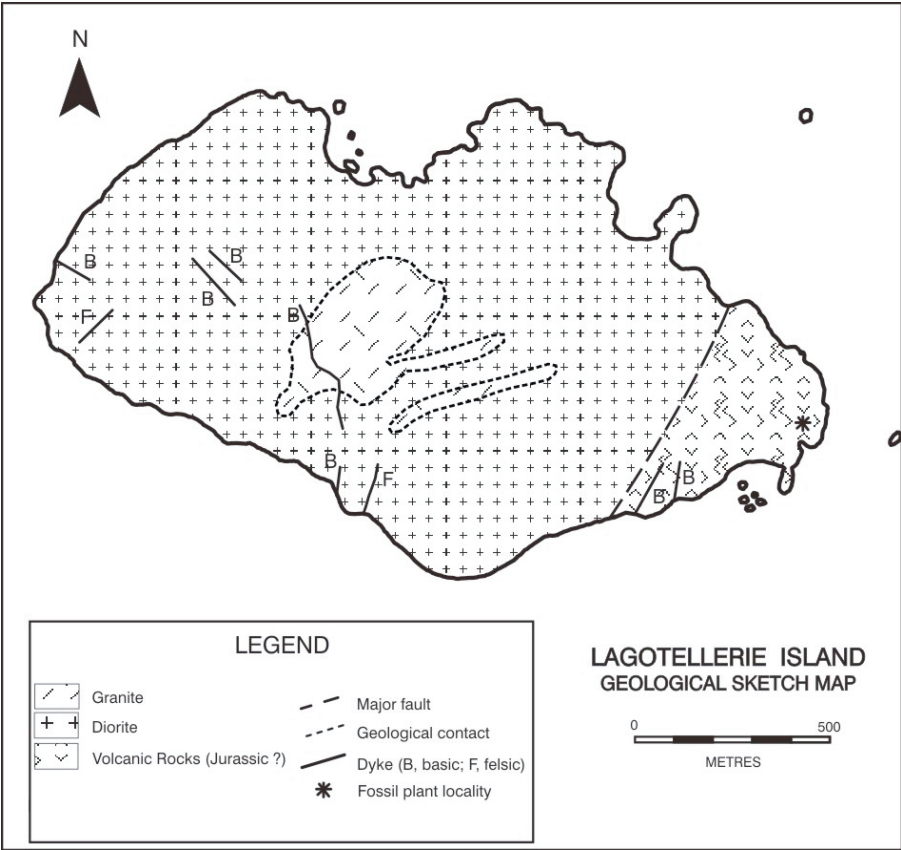 N
B
B
B
F
B
B
F
B
B
LEGEND
Granite
Diorite
Volcanic Rocks (Jurassic ?)
Major fault
Geological contact
Dyke (B, basic; F, felsic)
Fossil plant locality
LAGOTELLERIE ISLAND
GEOLOGICAL SKETCH MAP
0 500
METRES